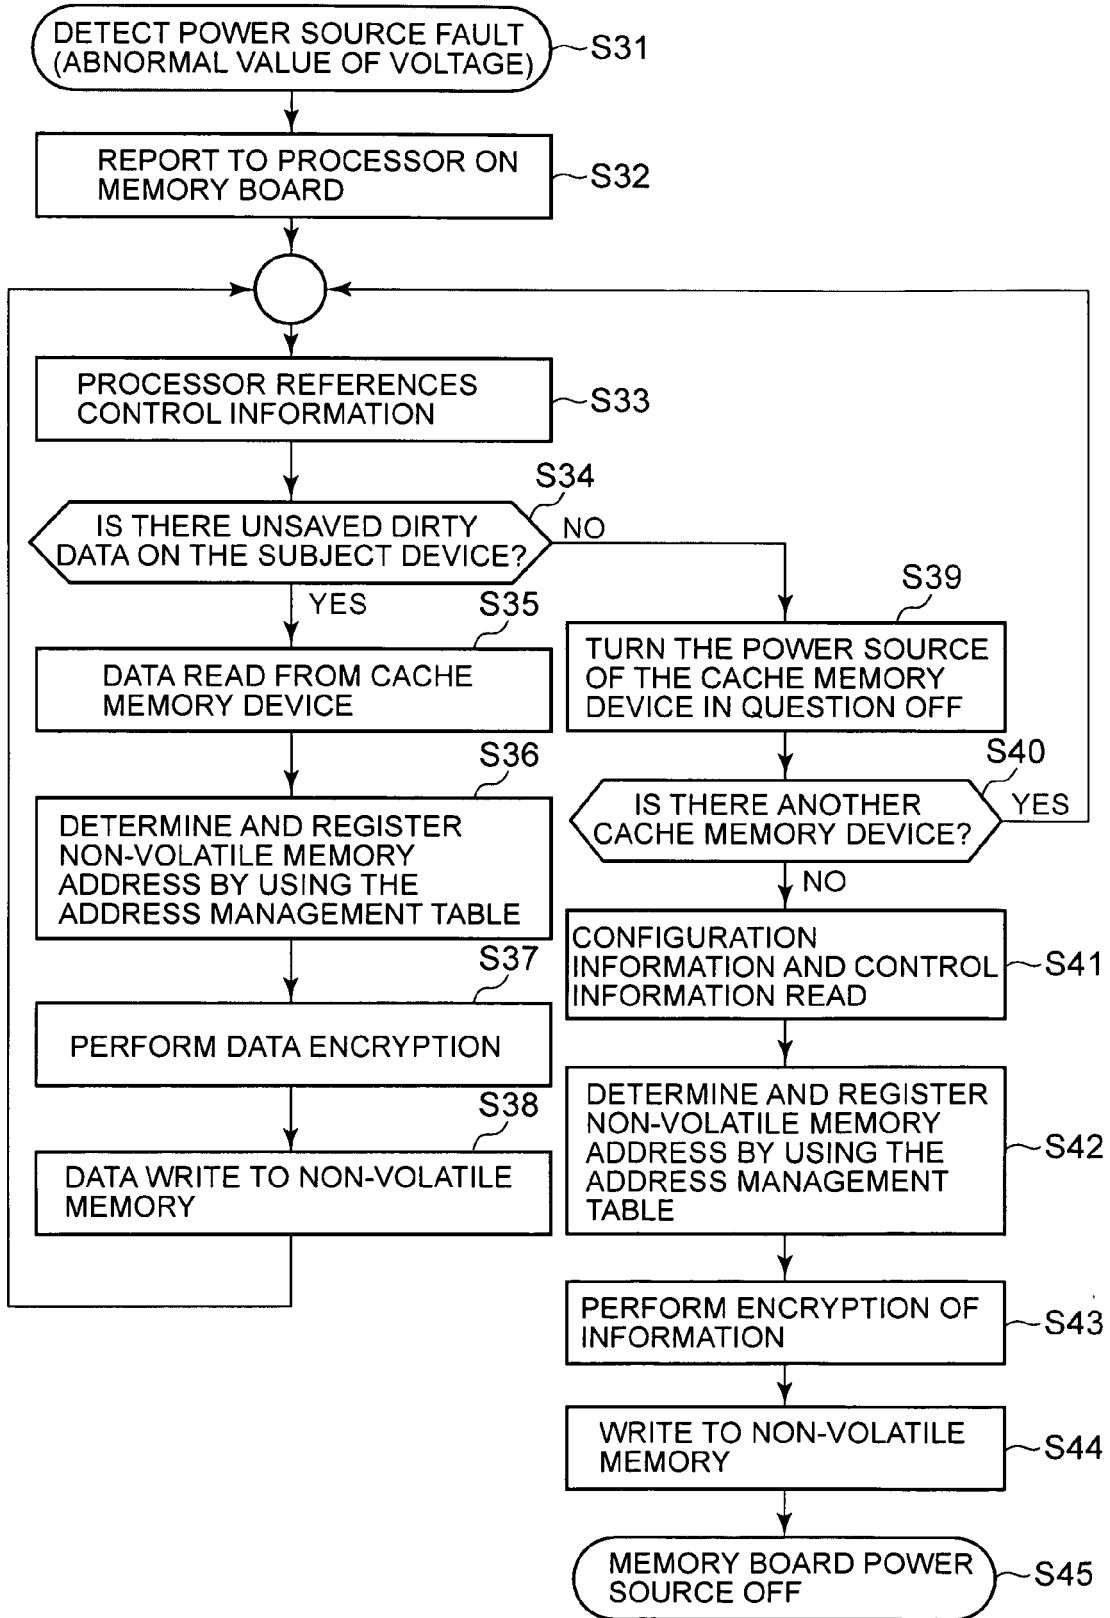 DETECT POWER SOURCE FAULT
(ABNORMAL VALUE OF VOLTAGE)
S31
REPORT TO PROCESSOR ON
MEMORY BOARD
S32
PROCESSOR REFERENCES
CONTROL INFORMATION
S33
S34
IS THERE UNSAVED DIRTY
DATA ON THE SUBJECT DEVICE?
NO
YES
S35
DATA READ FROM CACHE
MEMORY DEVICE
S36
DETERMINE AND REGISTER
NON-VOLATILE MEMORY
ADDRESS BY USING THE
ADDRESS MANAGEMENT TABLE
S37
PERFORM DATA ENCRYPTION
S38
DATA WRITE TO NON-VOLATILE
MEMORY
S39
TURN THE POWER SOURCE
OF THE CACHE MEMORY
DEVICE IN QUESTION OFF
S40
IS THERE ANOTHER
CACHE MEMORY DEVICE?
YES
NO
CONFIGURATION
INFORMATION AND CONTROL
INFORMATION READ
S41
DETERMINE AND REGISTER
NON-VOLATILE MEMORY
ADDRESS BY USING THE
ADDRESS MANAGEMENT
TABLE
S42
PERFORM ENCRYPTION OF
INFORMATION
S43
WRITE TO NON-VOLATILE
MEMORY
S44
MEMORY BOARD POWER
SOURCE OFF
S45